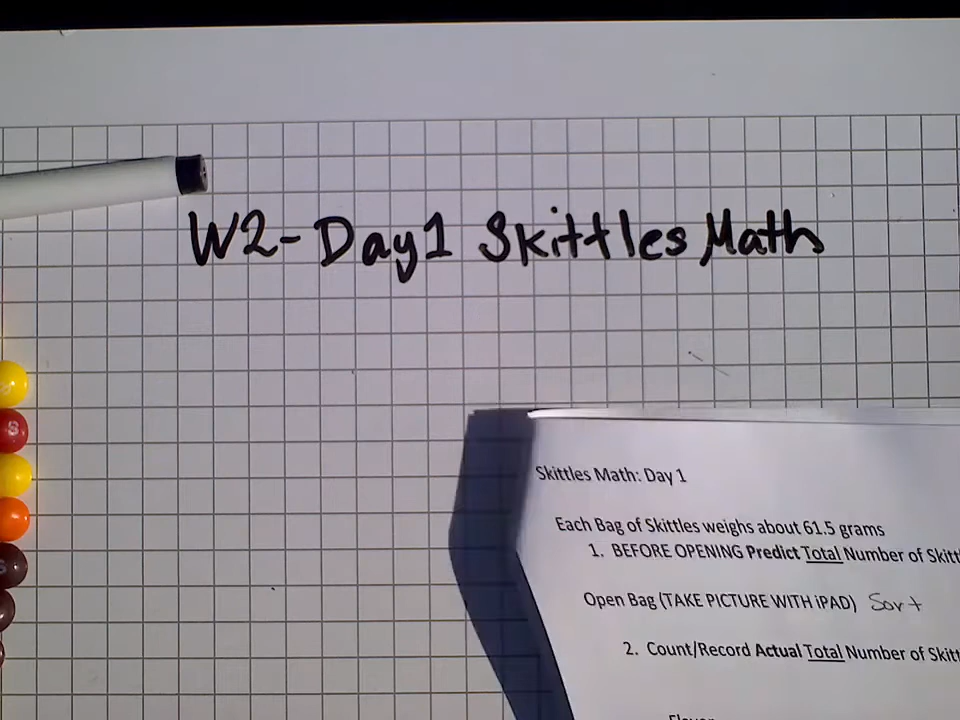 W2-Day1 Skittles Math
Skittles Math: Day 1
Each Bag of Skittles weighs about 61.5 grams
1. BEFORE OPENING Predict Total Number of Skitt
Open Bag (TAKE PICTURE WITH iPAD) Sort
2. Count/Record Actual Total Number of Skitt
Flavor
S
S